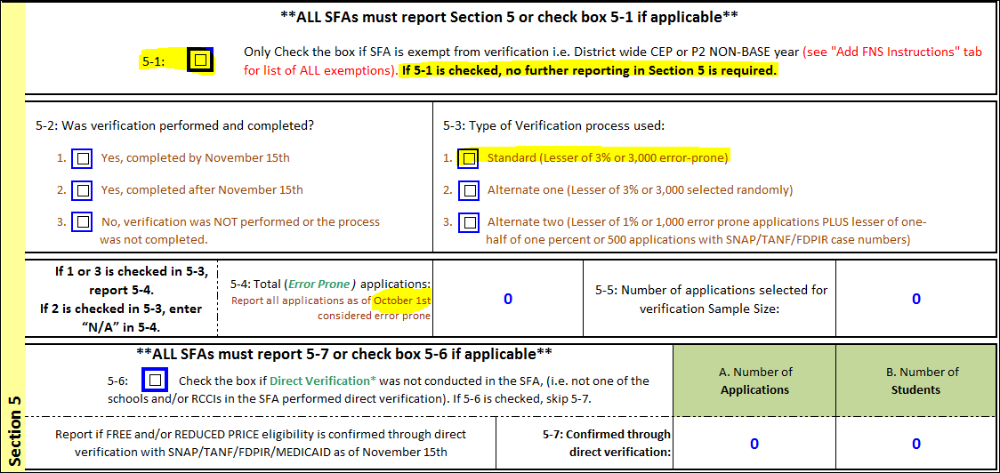 **ALL SFAs must report Section 5 or check box 5-1 if applicable**
5-1:
Only Check the box if SFA is exempt from verification i.e. District wide CEP or P2 NON-BASE year (see "Add FNS Instructions" tab
for list of ALL exemptions). If 5-1 is checked, no further reporting in Section 5 is required.
5-2: Was verification performed and completed?
1. Yes, completed by November 15th
2. Yes, completed after November 15th
3. No, verification was NOT performed or the process
was not completed.
5-3: Type of Verification process used:
1. Standard (Lesser of 3% or 3,000 error-prone)
2. Alternate one (Lesser of 3% or 3,000 selected randomly)
3. Alternate two (Lesser of 1% or 1,000 error prone applications PLUS lesser of one-
half of one percent or 500 applications with SNAP/TANF/FDPIR case numbers)
If 1 or 3 is checked in 5-3,
report 5-4.
If 2 is checked in 5-3, enter
“N/A” in 5-4.
5-4: Total (Error Prone) applications:
Report all applications as of October 1st
considered error prone
0
5-5: Number of applications selected for
verification Sample Size:
0
**ALL SFAs must report 5-7 or check box 5-6 if applicable**
5-6: Check the box if Direct Verification* was not conducted in the SFA, (i.e. not one of the
schools and/or RCCIs in the SFA performed direct verification). If 5-6 is checked, skip 5-7.
A. Number of
Applications
B. Number of
Students
Report if FREE and/or REDUCED PRICE eligibility is confirmed through direct
verification with SNAP/TANF/FDPIR/MEDICAID as of November 15th
5-7: Confirmed through
direct verification:
0
0
Section 5